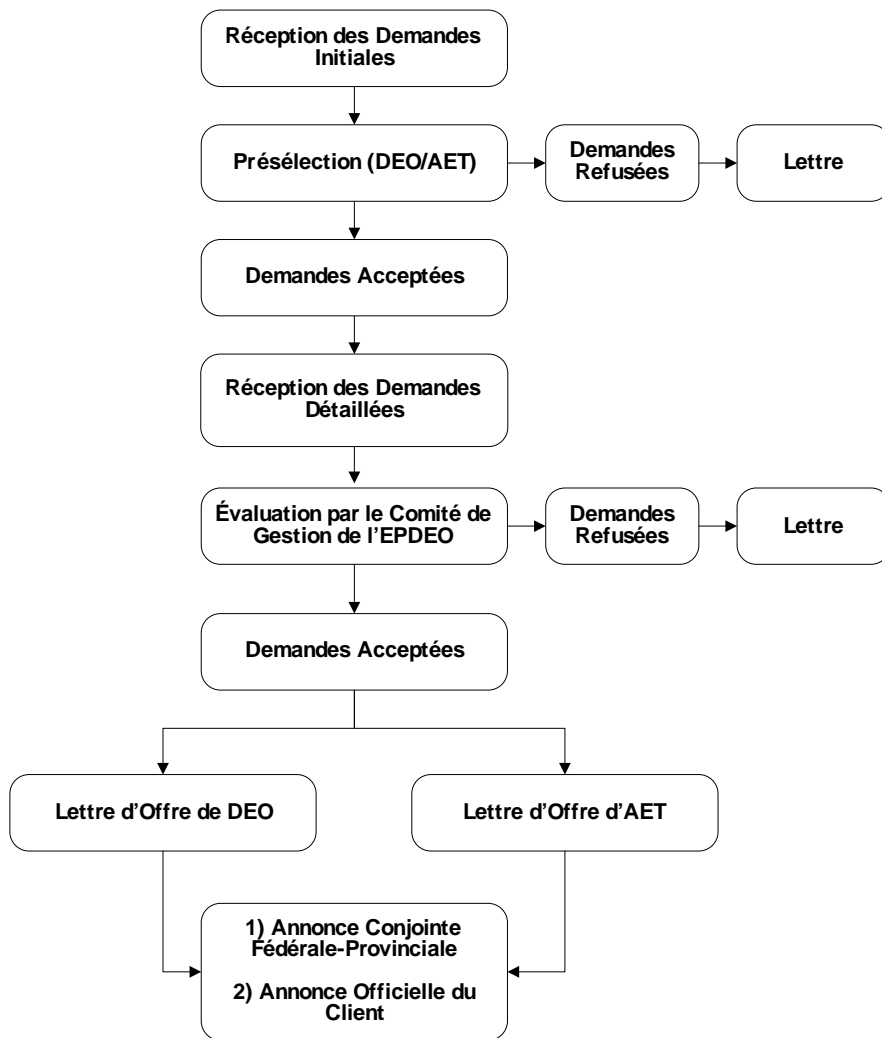 Réception des Demandes
Initiales
Présélection (DEO/AET)
Demandes
Refusées
Lettre
Demandes Acceptées
Réception des Demandes
Détaillées
Évaluation par le Comité de
Gestion de l'EPDEO
Demandes
Refusées
Lettre
Demandes Acceptées
Lettre d'Offre de DEO
Lettre d'Offre d'AET
1) Annonce Conjointe
Fédérale-Provinciale
2) Annonce Officielle du
Client